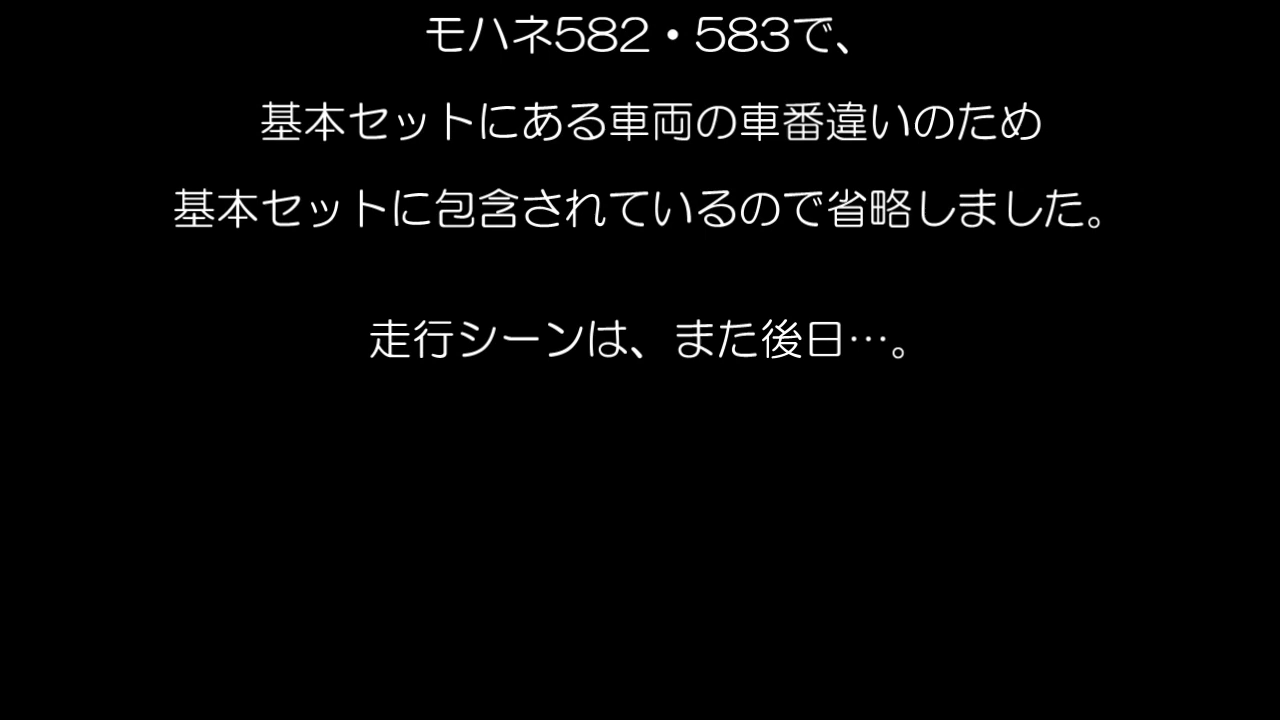 モハネ582・583で、
基本セットにある車両の車番違いのため
基本セットに包含されているので省略しました。
走行シーンは、また後日…。